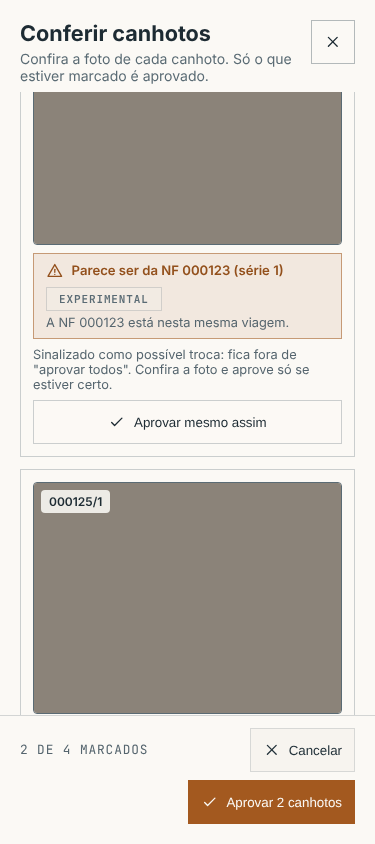 Conferir canhotos
Confira a foto de cada canhoto. Só o que
estiver marcado é aprovado.
Parece ser da NF 000123 (série 1)
EXPERIMENTAL
A NF 000123 está nesta mesma viagem.
Sinalizado como possível troca: fica fora de
"aprovar todos". Confira a foto e aprove só se
estiver certo.
Aprovar mesmo assim
000125/1
2 DE 4 MARCADOS
Cancelar
Aprovar 2 canhotos